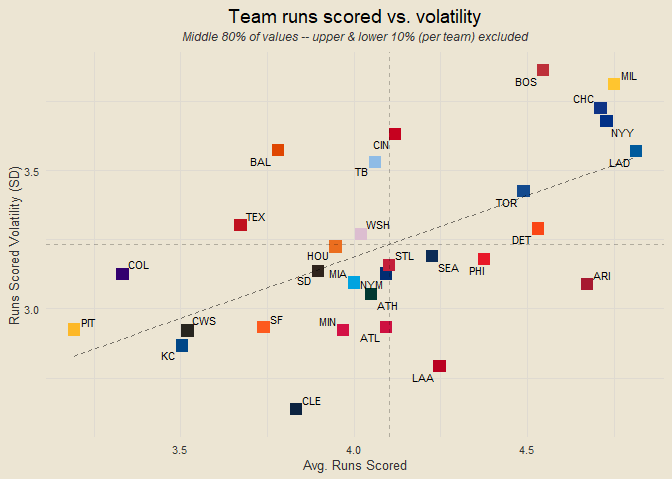 Team runs scored vs. volatility
Middle 80% of values -- upper & lower 10% (per team) excluded
Runs Scored Volatility (SD)
3.5
3.0
BOS
MIL
CHC
NYY
LAD
CIN
TB
BAL
TOR
TEX
WSH
DET
HOU
STL
SEA
PHI
COL
SD
MIA
NYM
ARI
ATH
PIT
CWS
SF
MIN
ATL
KC
LAA
CLE
3.5
4.0
4.5
Avg. Runs Scored